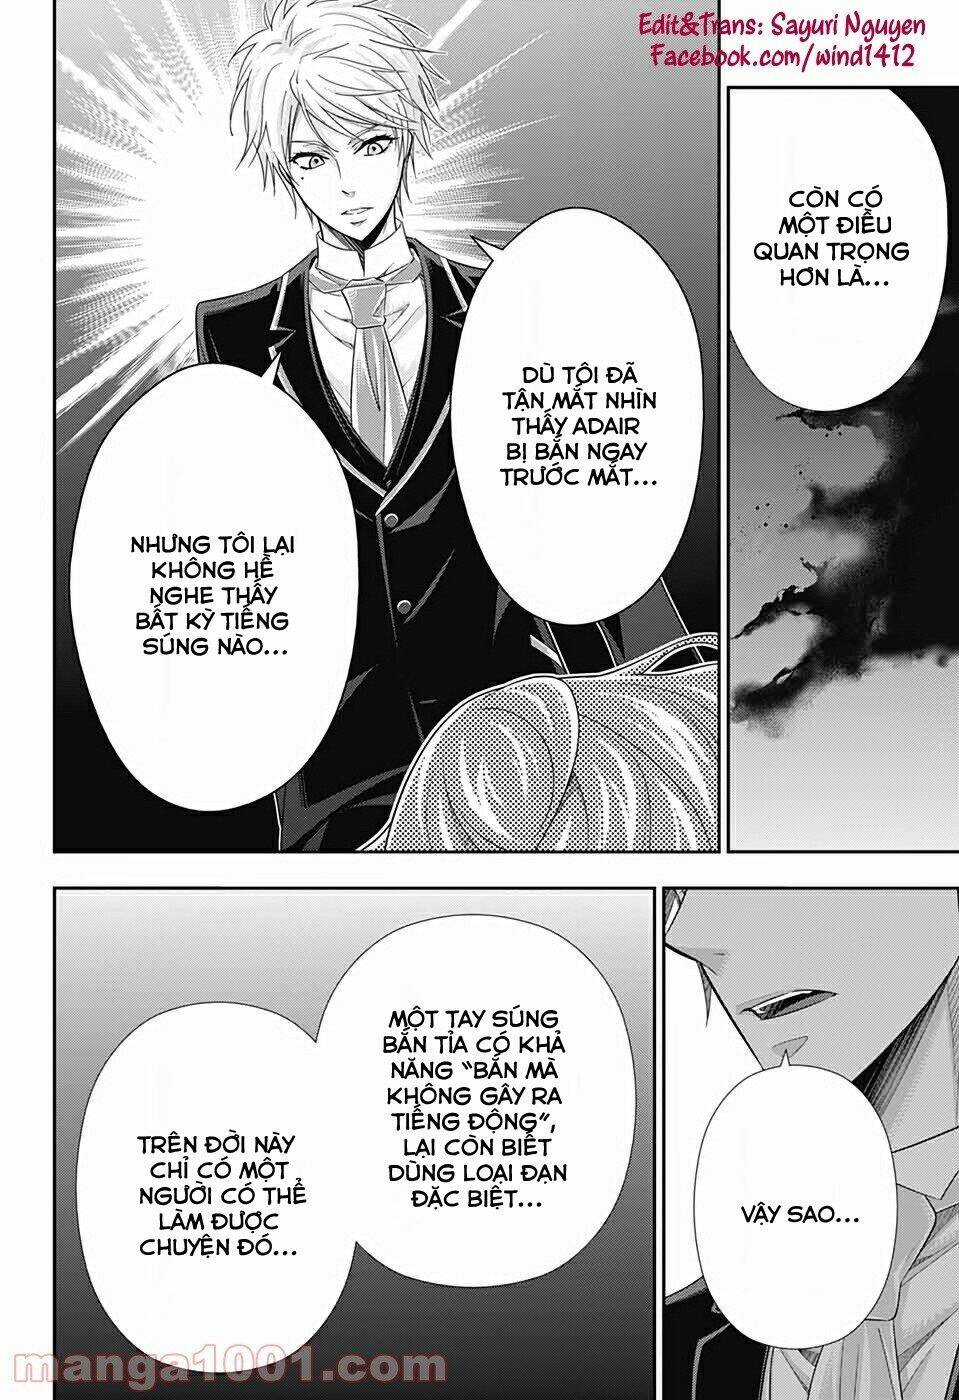 Edit&Trans: Sayuri Nguyen
Facebook.com/wind1412
CÒN CÓ
MỘT ĐIỀU
QUAN TRỌNG
HƠN LÀ...
DÙ TÔI ĐÃ
TẬN MẮT NHÌN
THẤY ADAIR
BỊ BẮN NGAY
TRƯỚC MẮT...
NHƯNG TÔI LẠI
KHÔNG HỀ
NGHE THẤY
BẤT KỲ TIẾNG
SÚNG NÀO...
VẬY SAO...
MỘT TAY SÚNG
BẮN TỈA CÓ KHẢ
NĂNG "BẮN MÀ
KHÔNG GÂY RA
TIẾNG ĐỘNG",
LẠI CÒN BIẾT
DÙNG LOẠI ĐẠN
ĐẶC BIỆT...
TRÊN ĐỜI NÀY
CHỈ CÓ MỘT
NGƯỜI CÓ THỂ
LÀM ĐƯỢC
CHUYỆN ĐÓ...
manga1001.com